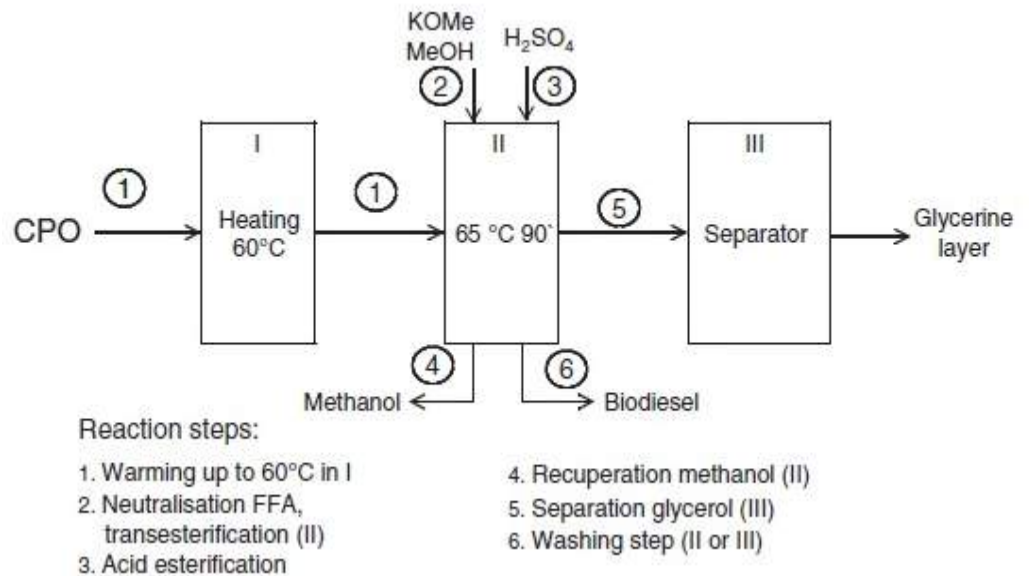 KOMe
MeOH
H₂SO₄
2
3
I
II
III
1
1
5
CPO
Heating
60°C
65 °C 90`
Separator
Glycerine
layer
4
6
Methanol
Biodiesel
Reaction steps:
1. Warming up to 60°C in I
2. Neutralisation FFA,
transesterification (II)
3. Acid esterification
4. Recuperation methanol (II)
5. Separation glycerol (III)
6. Washing step (II or III)